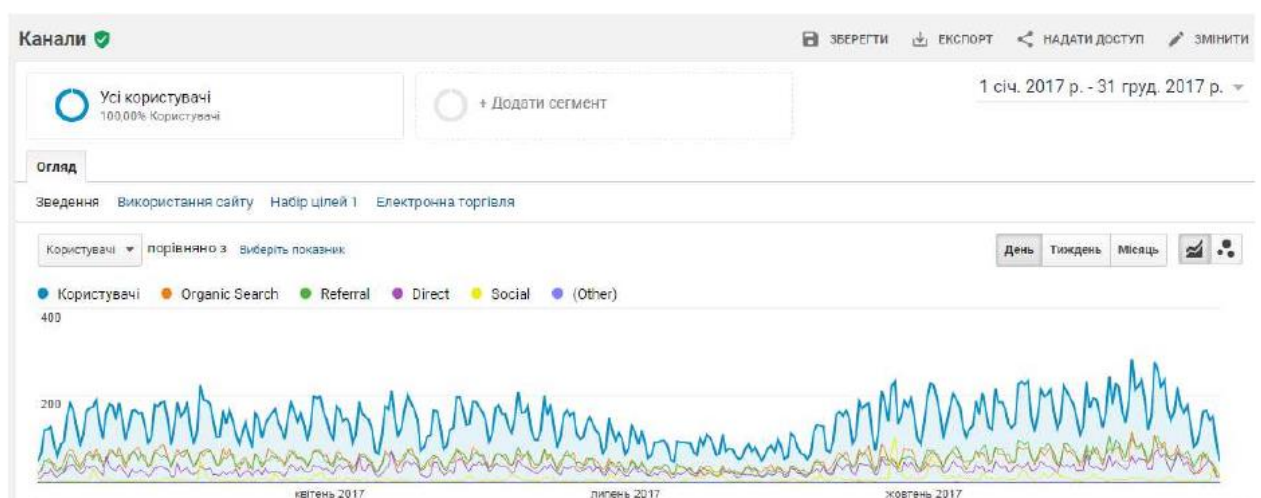 Канали
ЗБЕРЕГТИ ЕКСПОРТ НАДАТИ ДОСТУП ЗМІНИТИ
Усі користувачі
100,00% Користувачі
+ Додати сегмент
1 січ. 2017 р. - 31 груд. 2017 р.
Огляд
Зведення Використання сайту Набір цілей 1 Електронна торгівля
Користувачі порівняно з Виберіть показник
День Тиждень Місяць
Користувачі Organic Search Referral Direct Social (Other)
400
200
квітень 2017 липень 2017 жовтень 2017